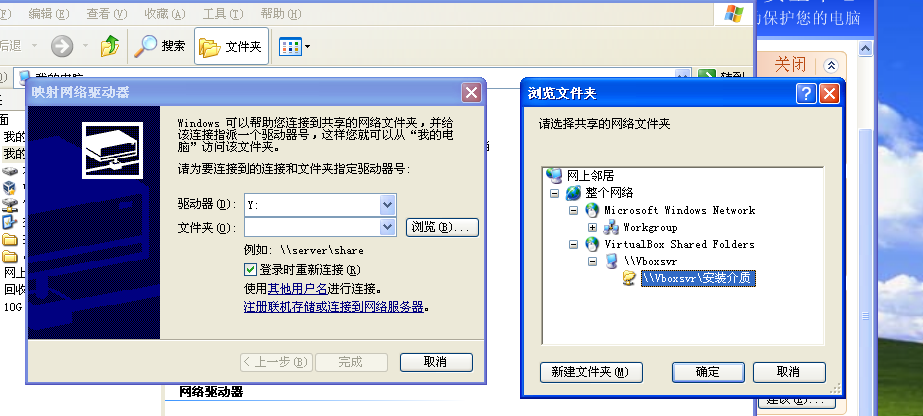 编辑(E) 查看(V) 收藏(A) 工具(T) 帮助(H)
后退
搜索
文件夹
我的电脑
转到
保护您的电脑
关闭
映射网络驱动器
Windows 可以帮助您连接到共享的网络文件夹，并给
该连接指派一个驱动器号，这样您就可以从“我的电
脑”访问该文件夹。
请为要连接到的连接和文件夹指定驱动器号:
驱动器(D): Y:
文件夹(O): 浏览(B)...
例如: \\server\share
登录时重新连接(R)
使用其他用户名进行连接。
注册联机存储或连接到网络服务器。
< 上一步(B) 完成 取消
浏览文件夹
请选择共享的网络文件夹
网上邻居
整个网络
Microsoft Windows Network
Workgroup
VirtualBox Shared Folders
\\Vboxsvr
\\Vboxsvr\安装介质
新建文件夹(M) 确定 取消
面
我的
我的
网上
回收
10G
网络驱动器